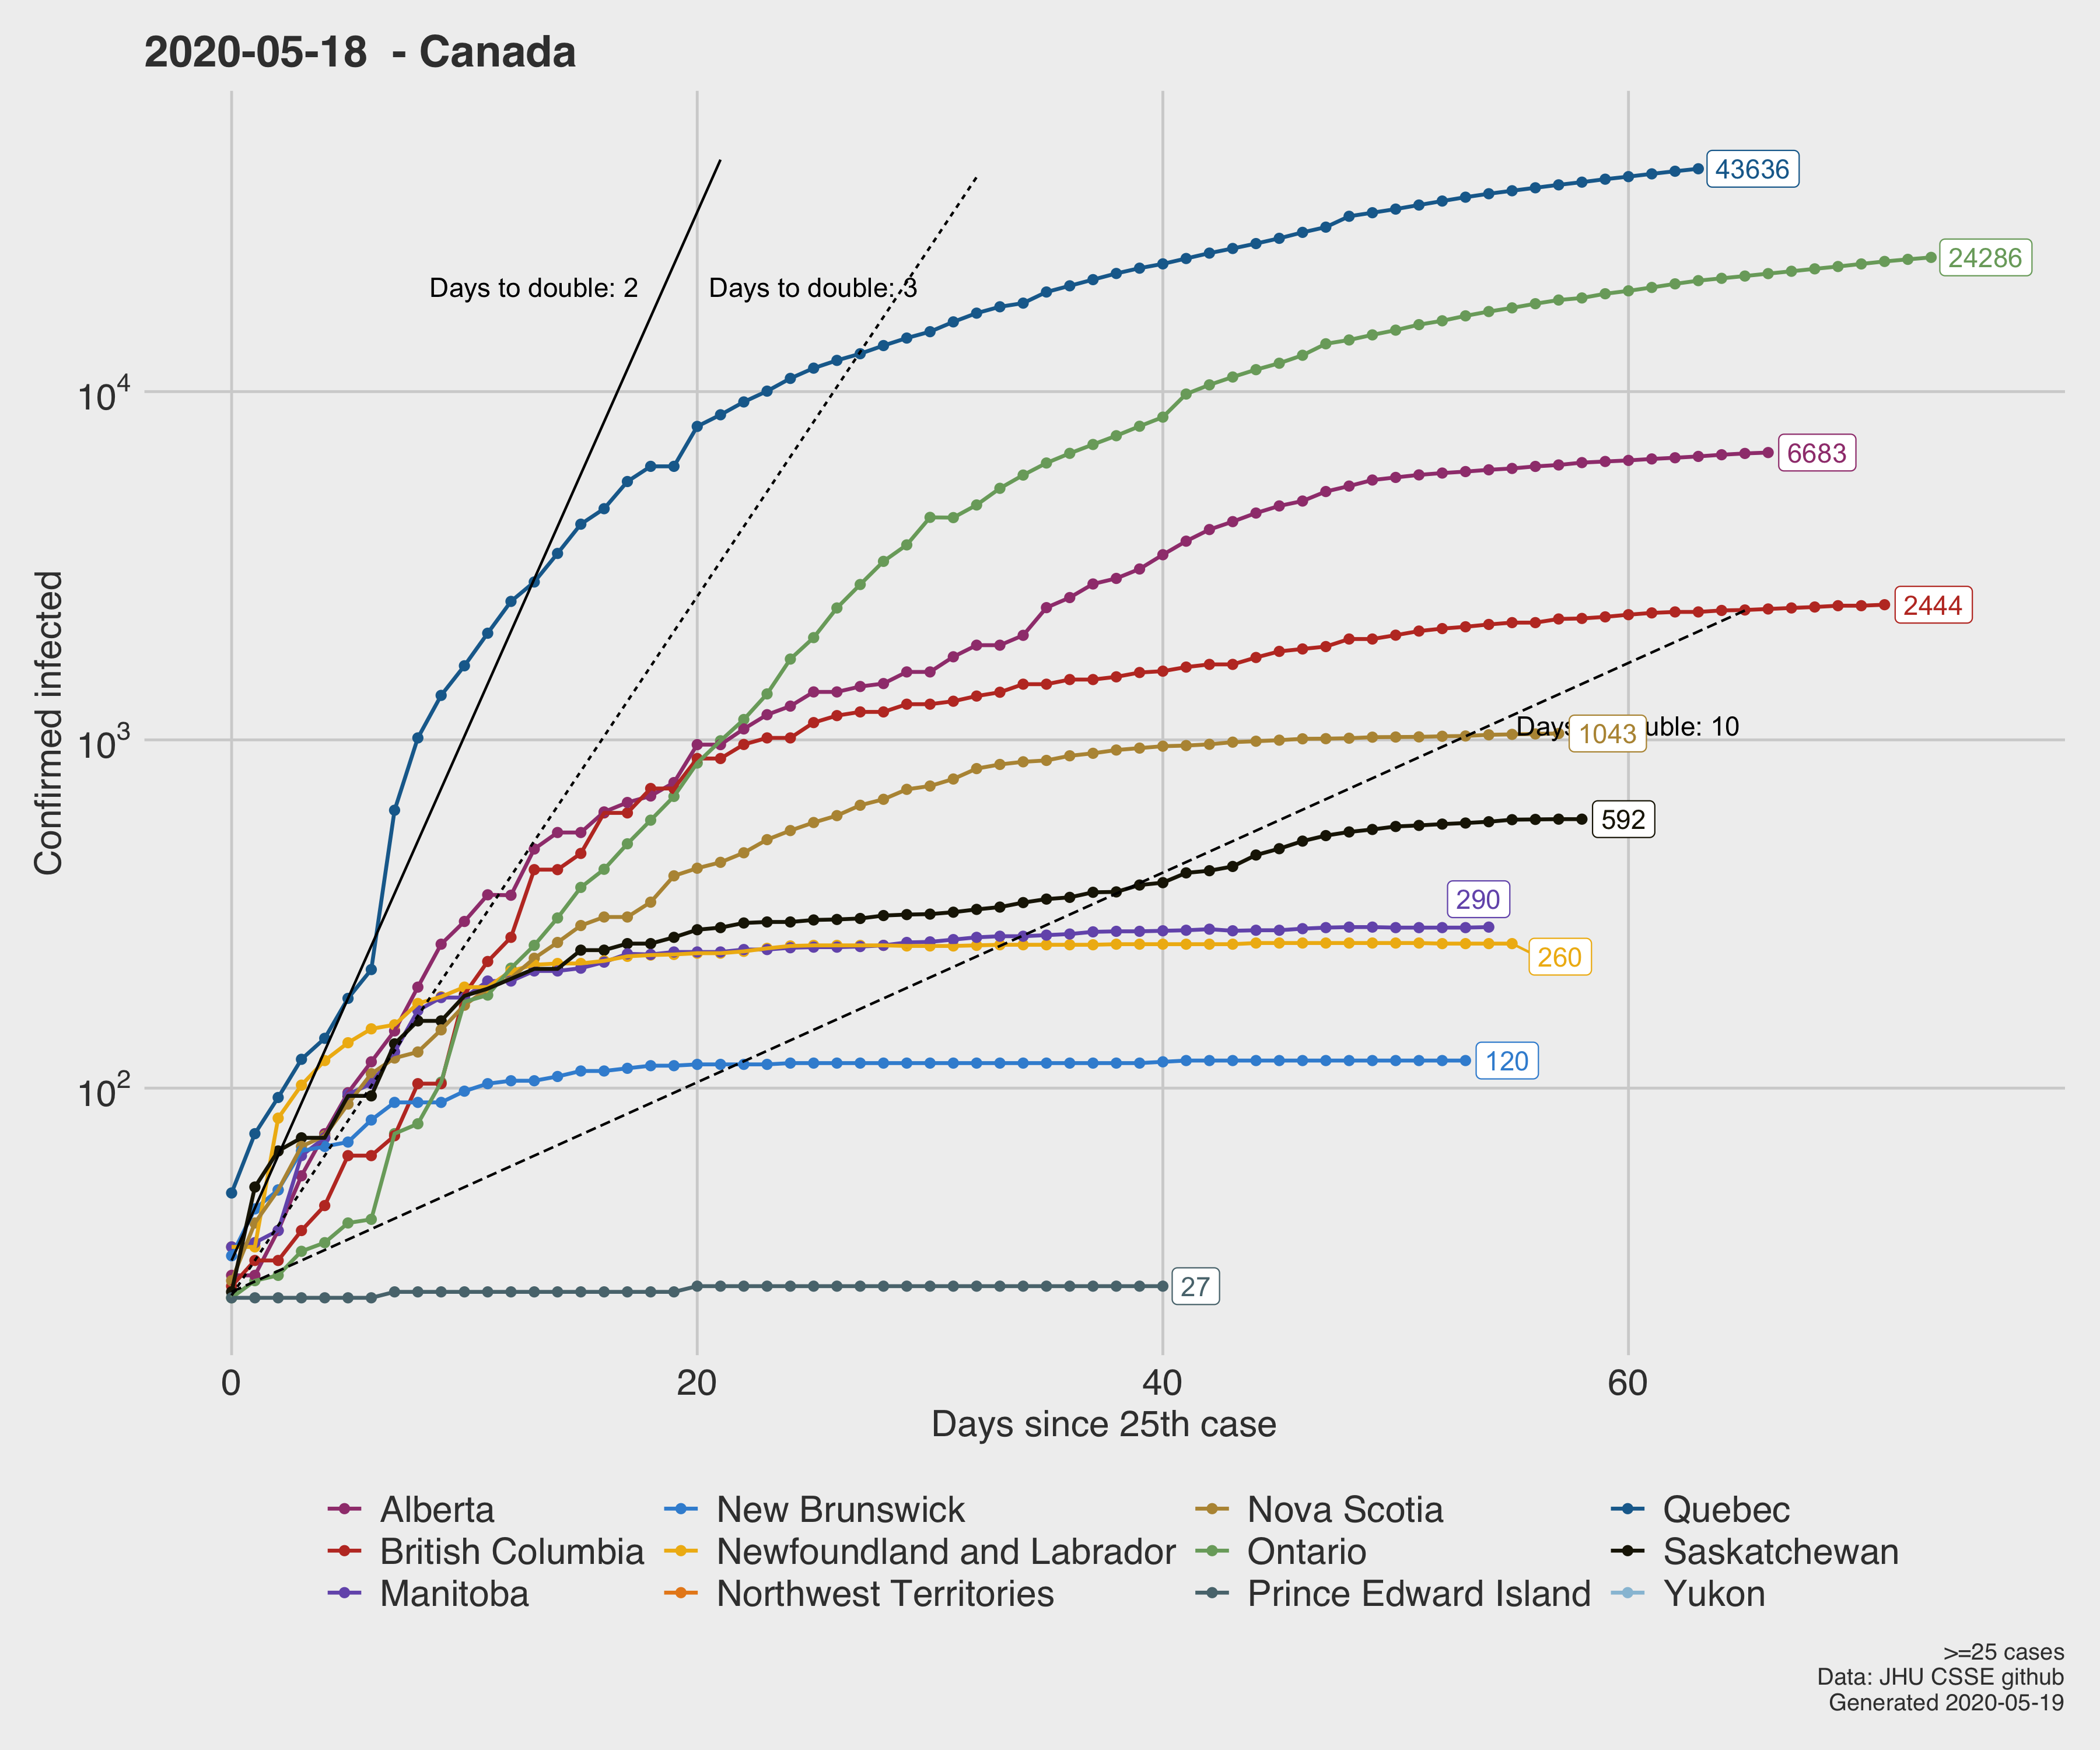 2020-05-18 - Canada
Days to double: 2
Days to double: 3
43636
24286
6683
2444
Days uble: 10
1043
592
290
260
120
27
10^4
10^3
10^2
Confirmed infected
0 20 40 60
Days since 25th case
Alberta New Brunswick Nova Scotia Quebec
British Columbia Newfoundland and Labrador Ontario Saskatchewan
Manitoba Northwest Territories Prince Edward Island Yukon
>=25 cases
Data: JHU CSSE github
Generated 2020-05-19